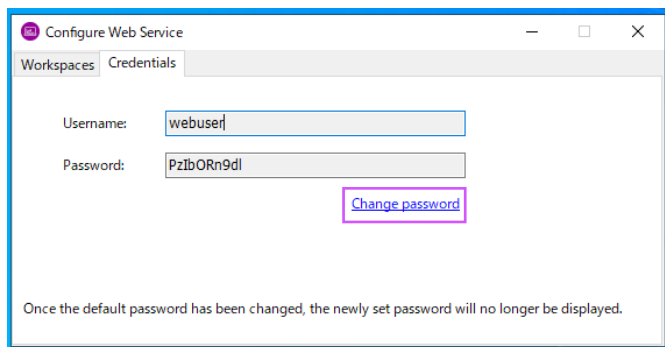 Configure Web Service
Workspaces Credentials
Username: webuser
Password: PzIbORn9dl
Change password
Once the default password has been changed, the newly set password will no longer be displayed.